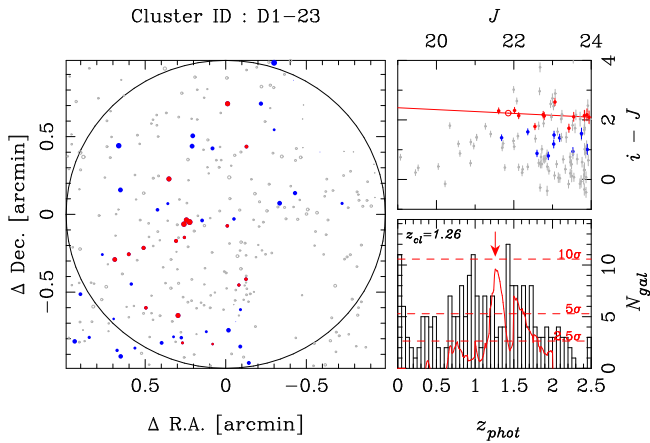 Cluster ID : D1−23
J
20 22 24
0.5
0
−0.5
Δ Dec. [arcmin]
0.5 0 −0.5
Δ R.A. [arcmin]
4
2
0
i − J
z_cl=1.26
10σ
5σ
2.5σ
10
5
0
N_gal
0 0.5 1 1.5 2 2.5
z_phot